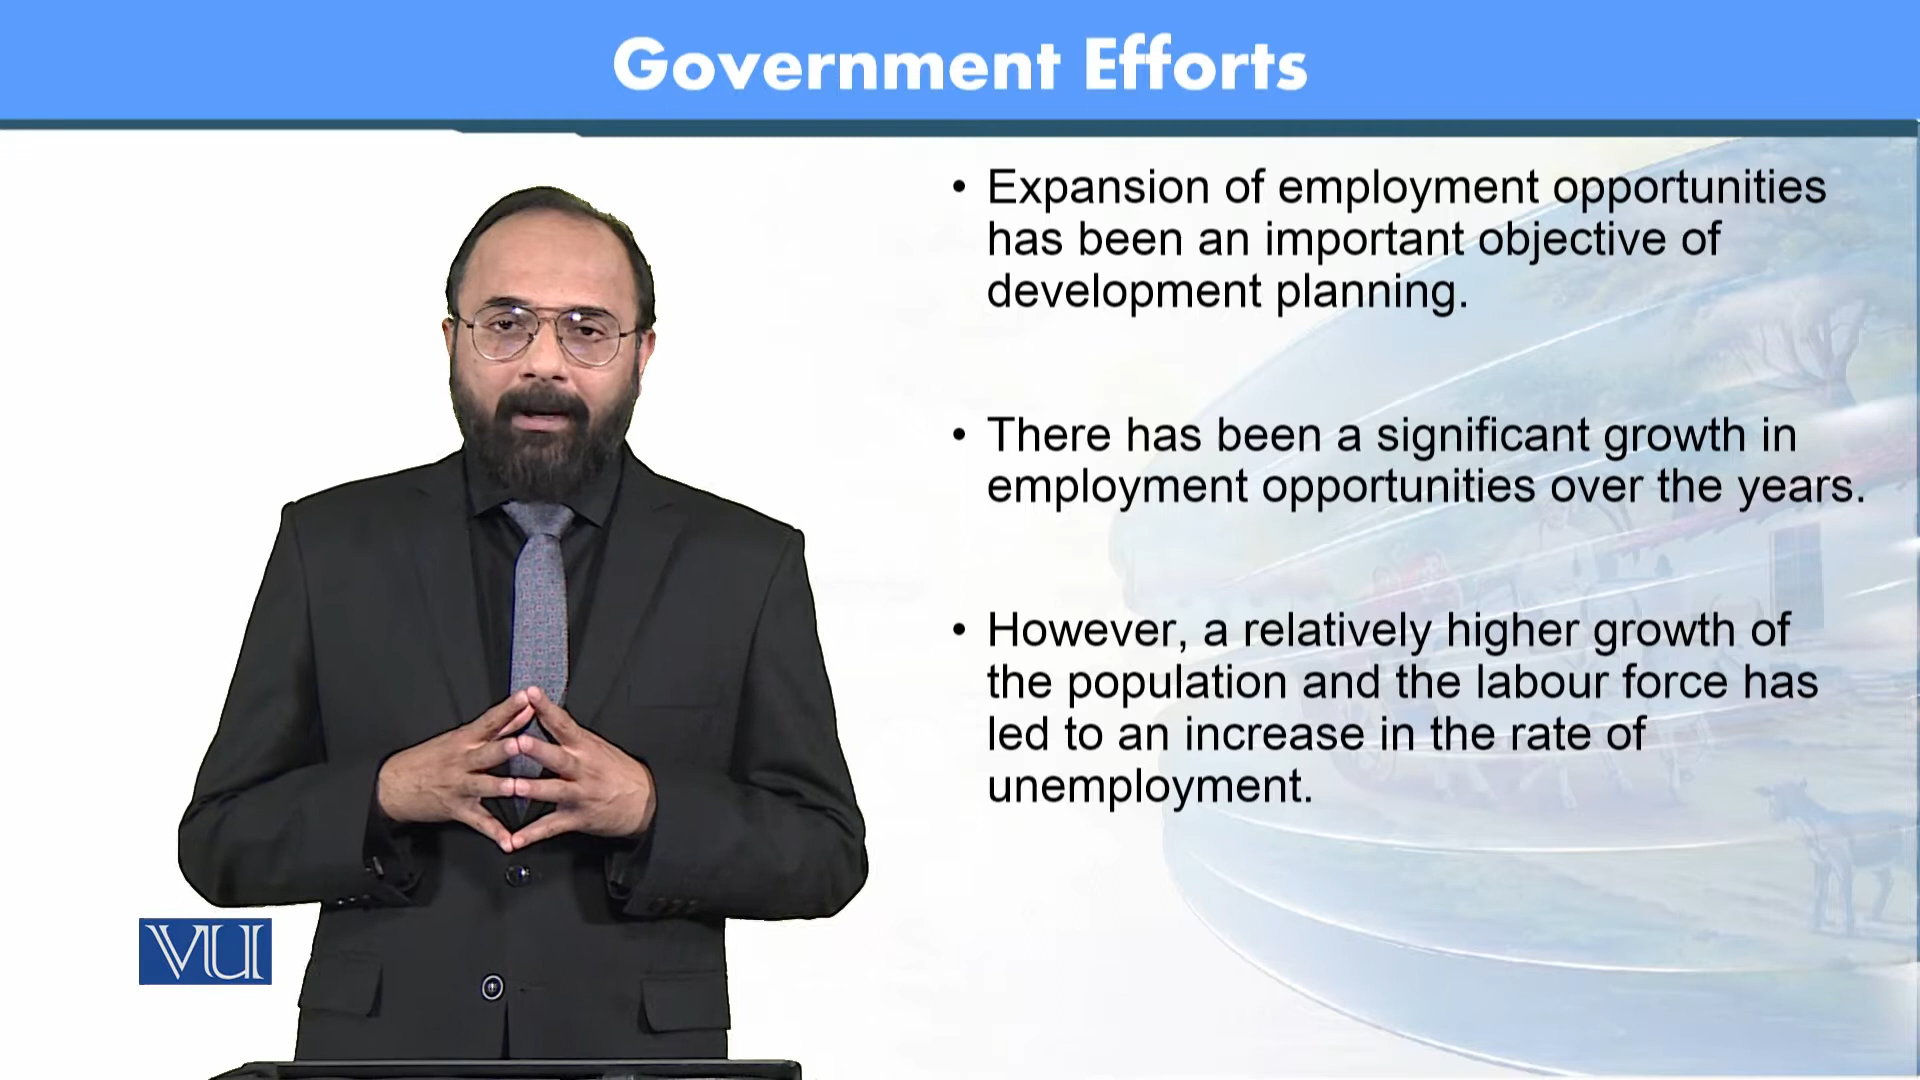 Government Efforts
• Expansion of employment opportunities
has been an important objective of
development planning.
• There has been a significant growth in
employment opportunities over the years.
• However, a relatively higher growth of
the population and the labour force has
led to an increase in the rate of
unemployment.
VU